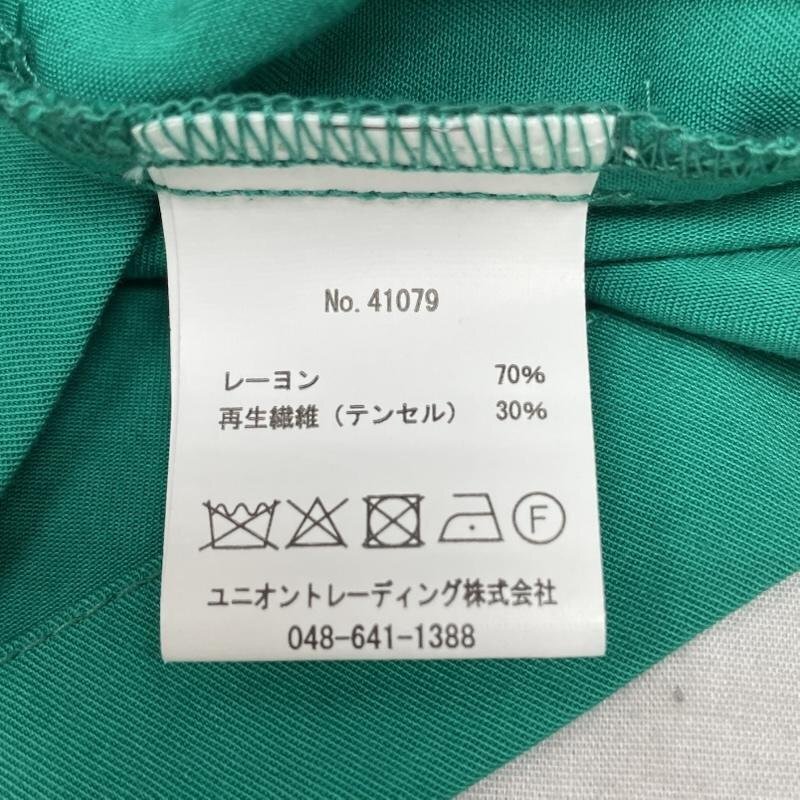 No. 41079
レーヨン 70%
再生繊維（テンセル） 30%
F
ユニオントレーディング株式会社
048-641-1388